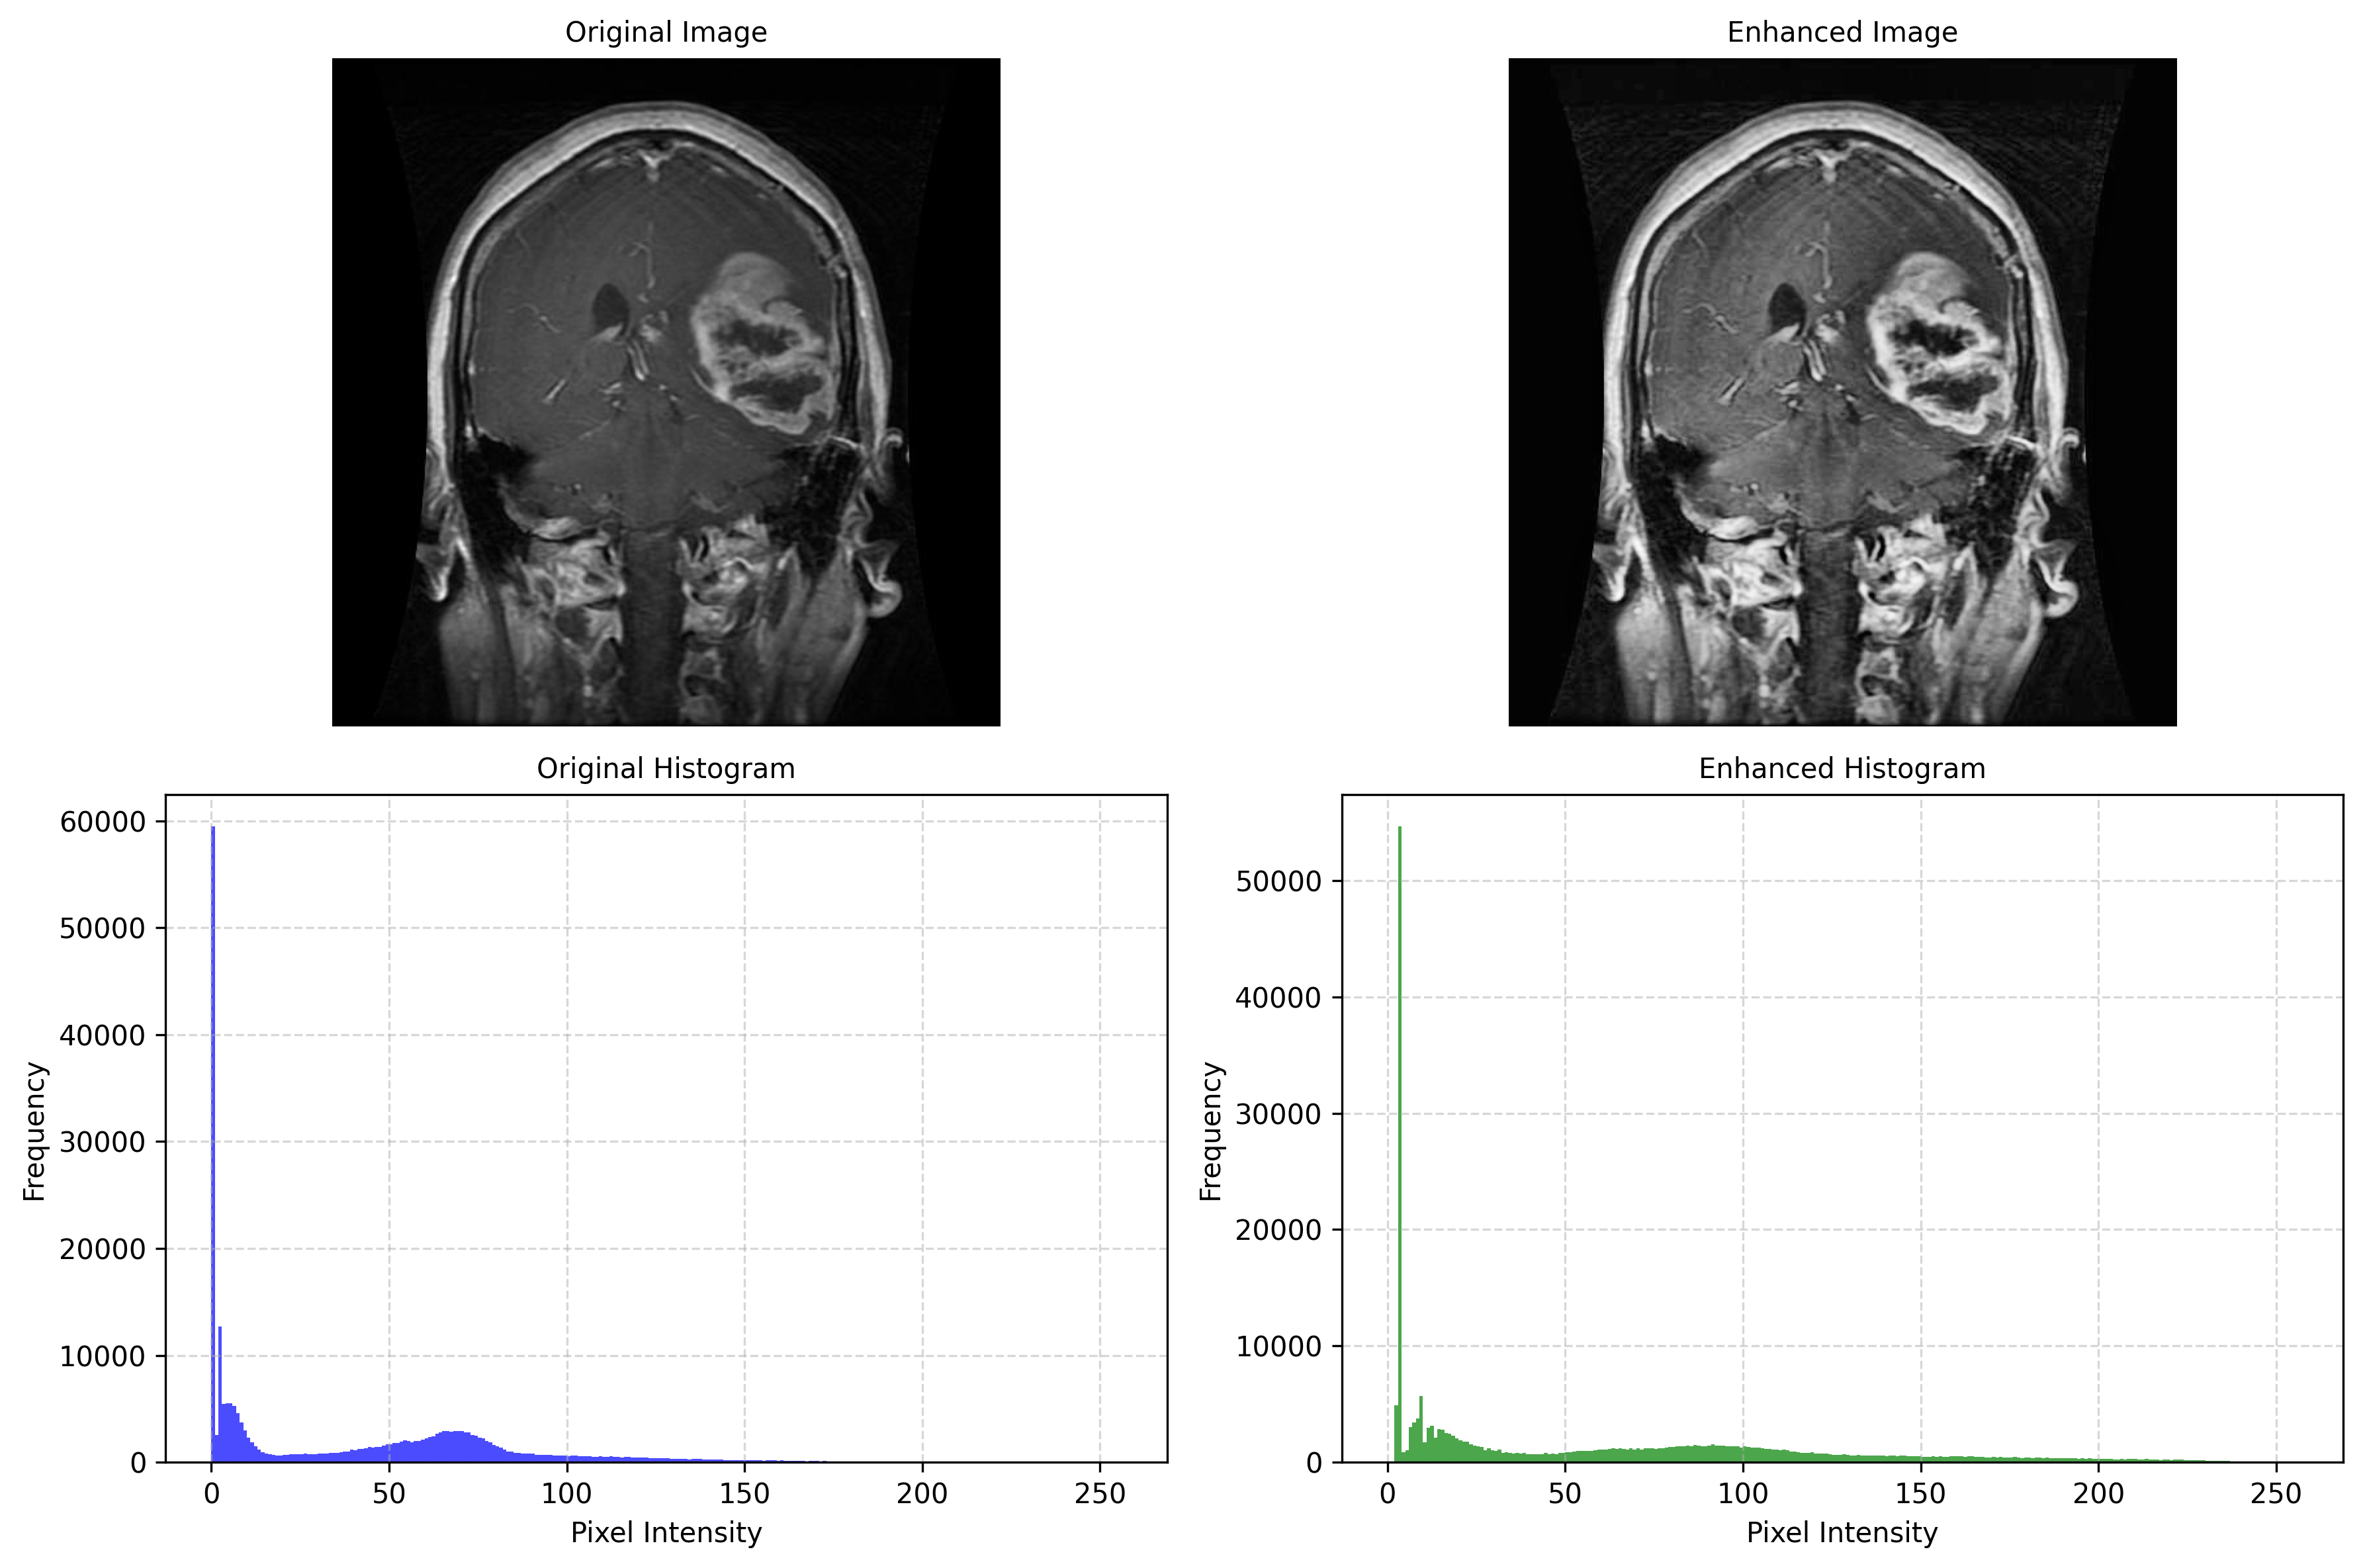 Original Image
Enhanced Image
Original Histogram
Enhanced Histogram
60000
50000
40000
30000
20000
10000
0
Frequency
0 50 100 150 200 250
Pixel Intensity
50000
40000
30000
20000
10000
0
Frequency
0 50 100 150 200 250
Pixel Intensity